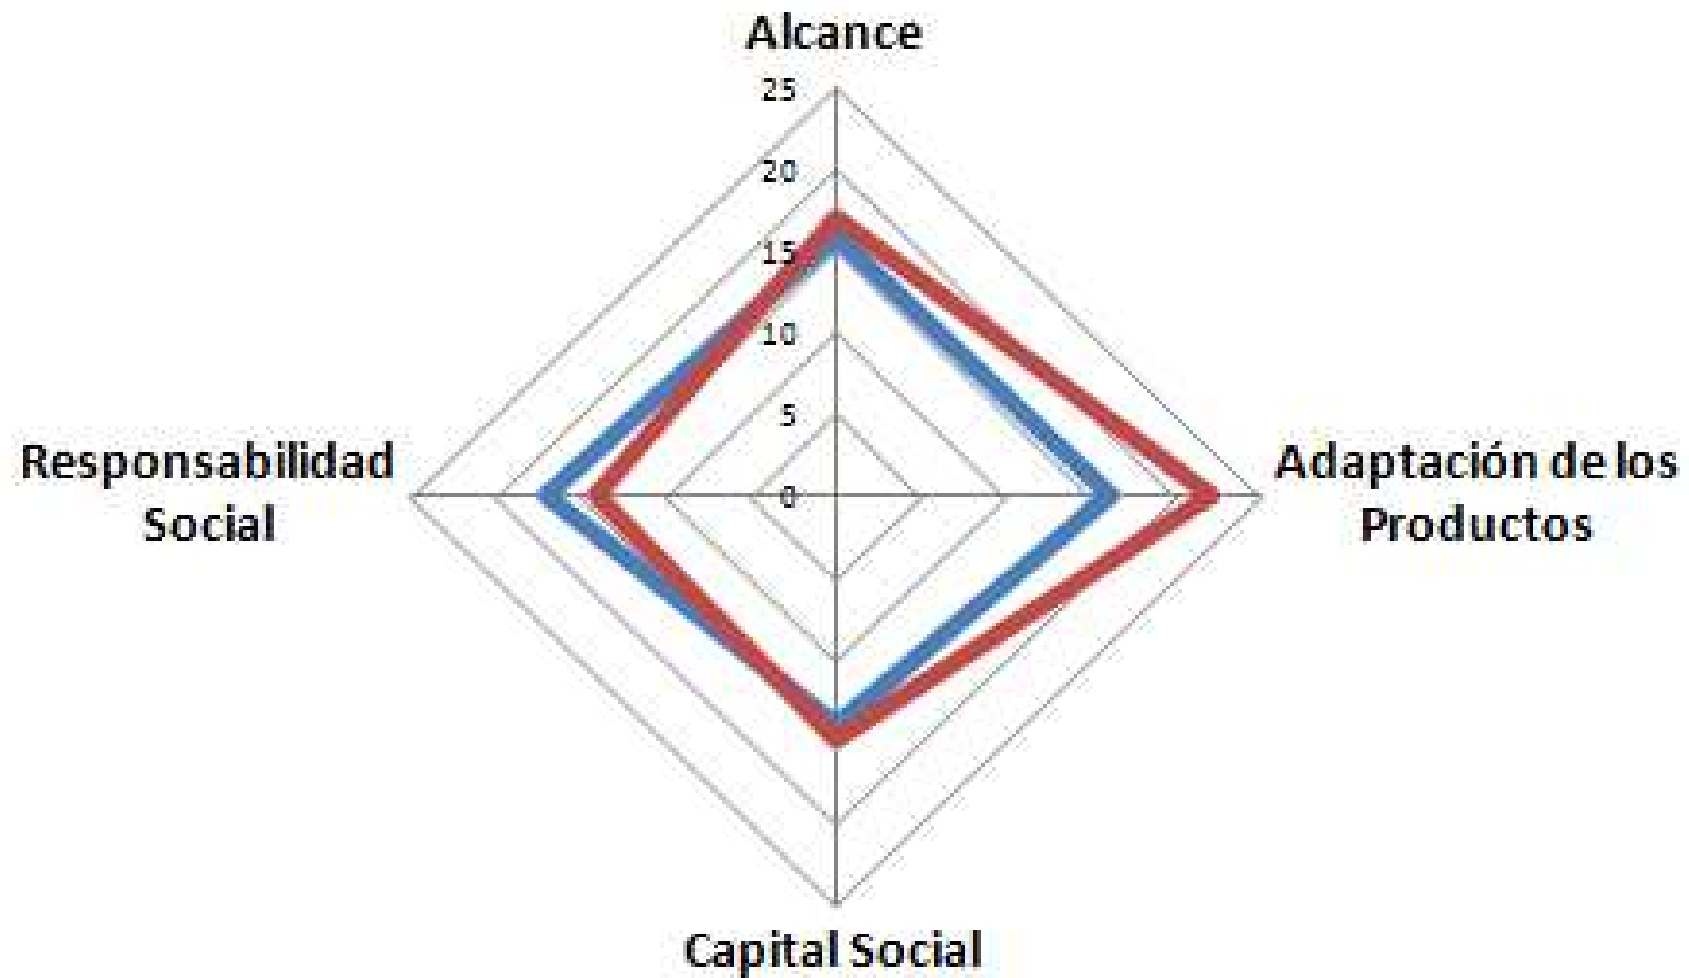 Alcance
25
20
15
10
5
0
Responsabilidad
Social
Adaptación de los
Productos
Capital Social